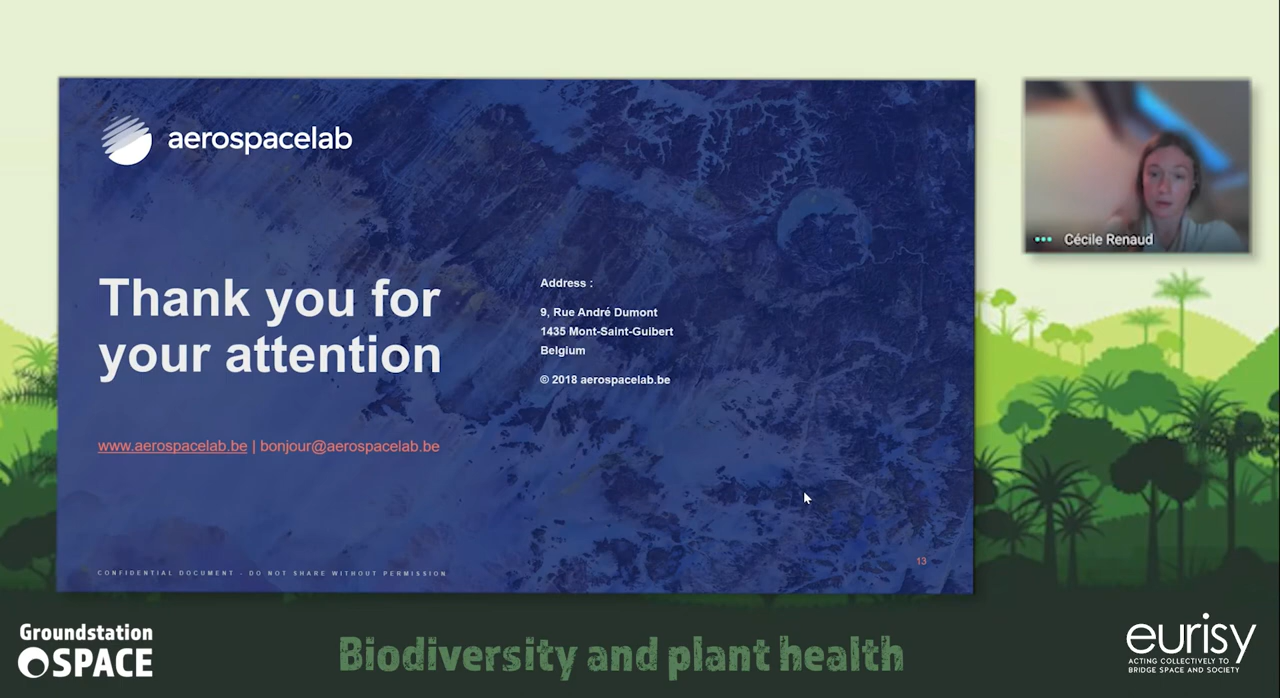 aerospacelab
Thank you for
your attention
www.aerospacelab.be | bonjour@aerospacelab.be
Address :
9, Rue André Dumont
1435 Mont-Saint-Guibert
Belgium
© 2018 aerospacelab.be
CONFIDENTIAL DOCUMENT - DO NOT SHARE WITHOUT PERMISSION
13
Cécile Renaud
Groundstation
SPACE
Biodiversity and plant health
eurisy
ACTING COLLECTIVELY TO
BRIDGE SPACE AND SOCIETY